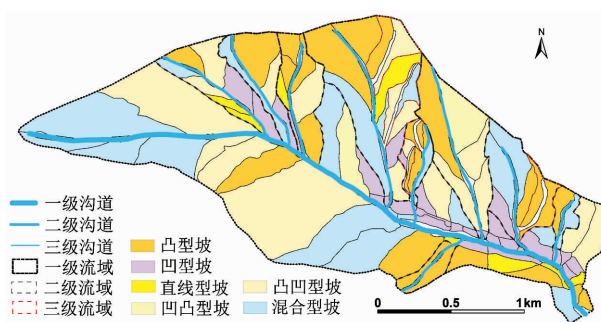 N
一级沟道
二级沟道
三级沟道 凸型坡
一级流域 凹型坡
二级流域 直线型坡 凸凹型坡
三级流域 凹凸型坡 混合型坡
0 0.5 1km